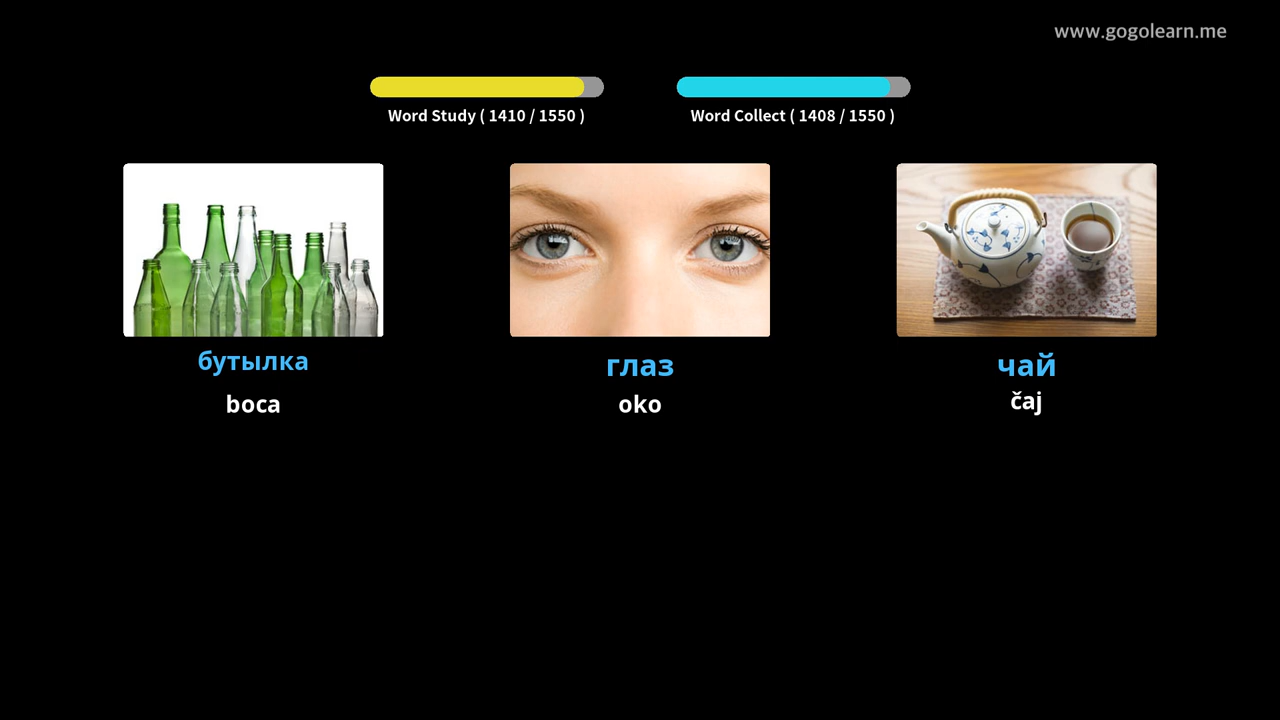 www.gogolearn.me
Word Study ( 1410 / 1550 )
Word Collect ( 1408 / 1550 )
бутылка
глаз
чай
boca
oko
čaj